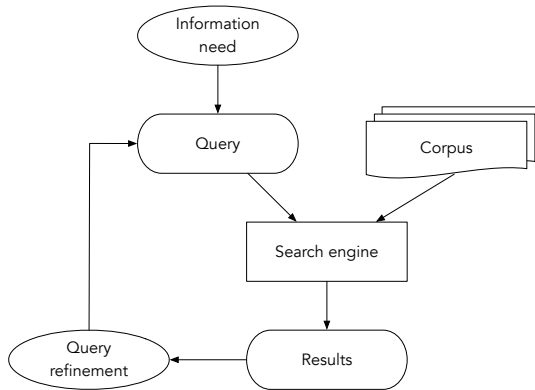 Information
need
Query
Corpus
Search engine
Query
refinement
Results